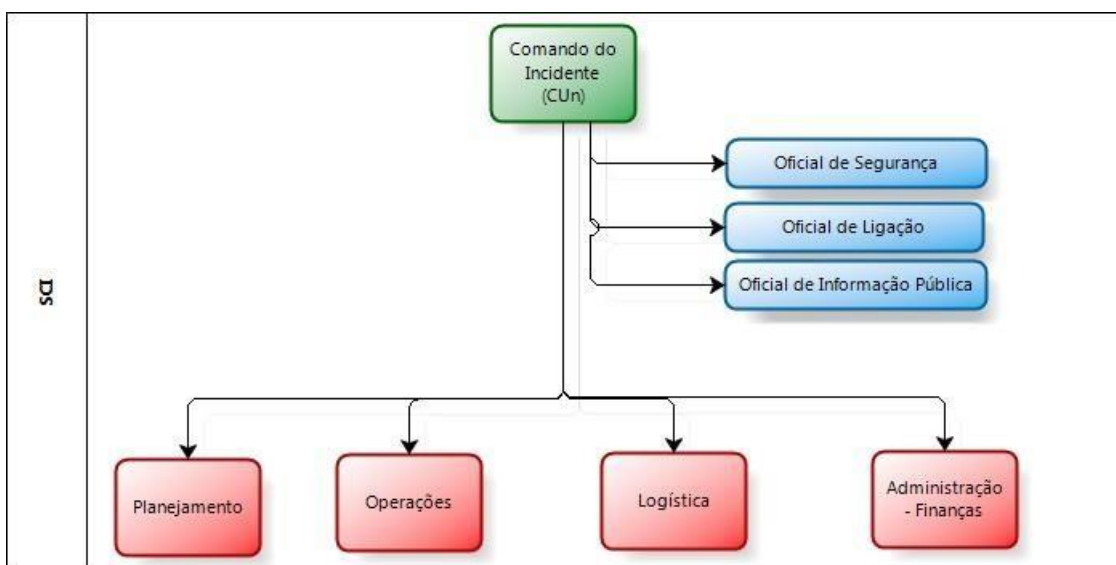 SCI
Comando do
Incidente
(CUn)
Oficial de Segurança
Oficial de Ligação
Oficial de Informação Pública
Planejamento
Operações
Logística
Administração
- Finanças